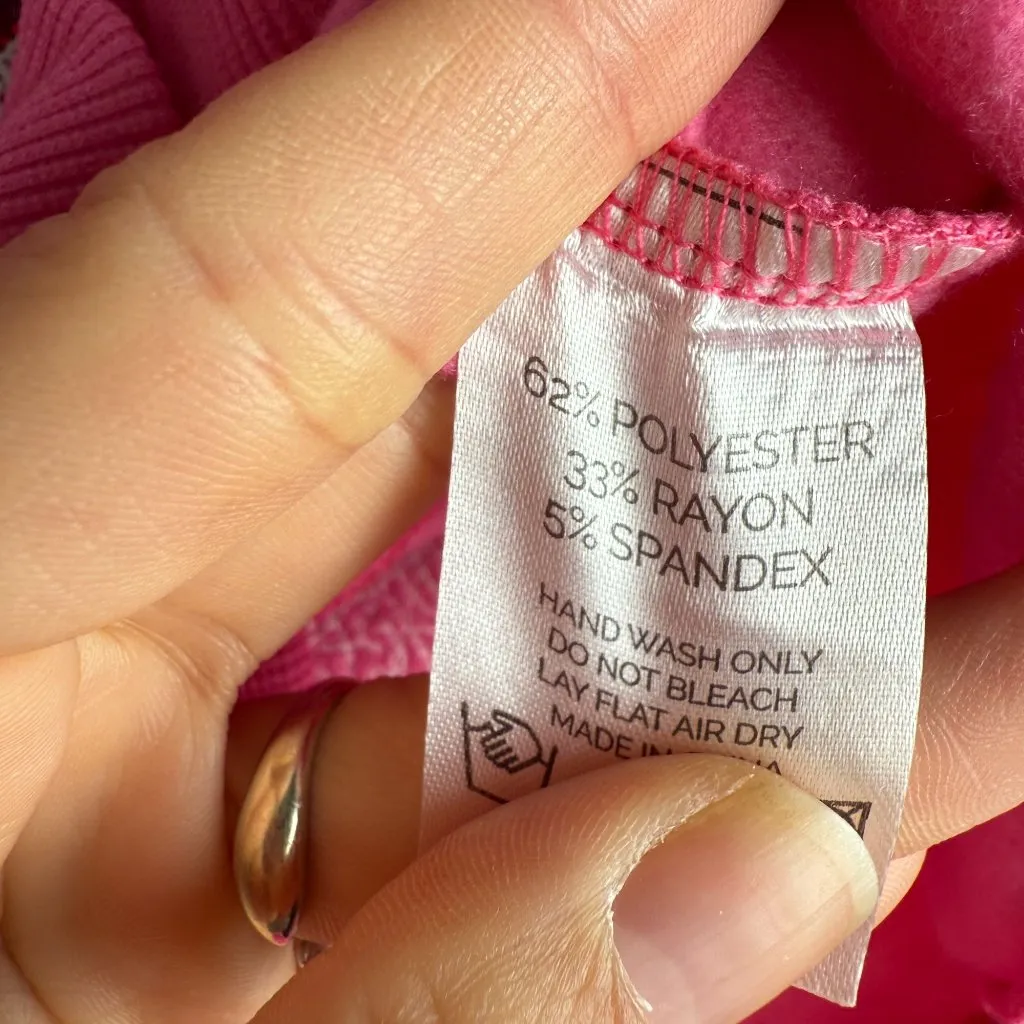 62% POLYESTER
33% RAYON
5% SPANDEX
HAND WASH ONLY
DO NOT BLEACH
LAY FLAT AIR DRY
MADE IN